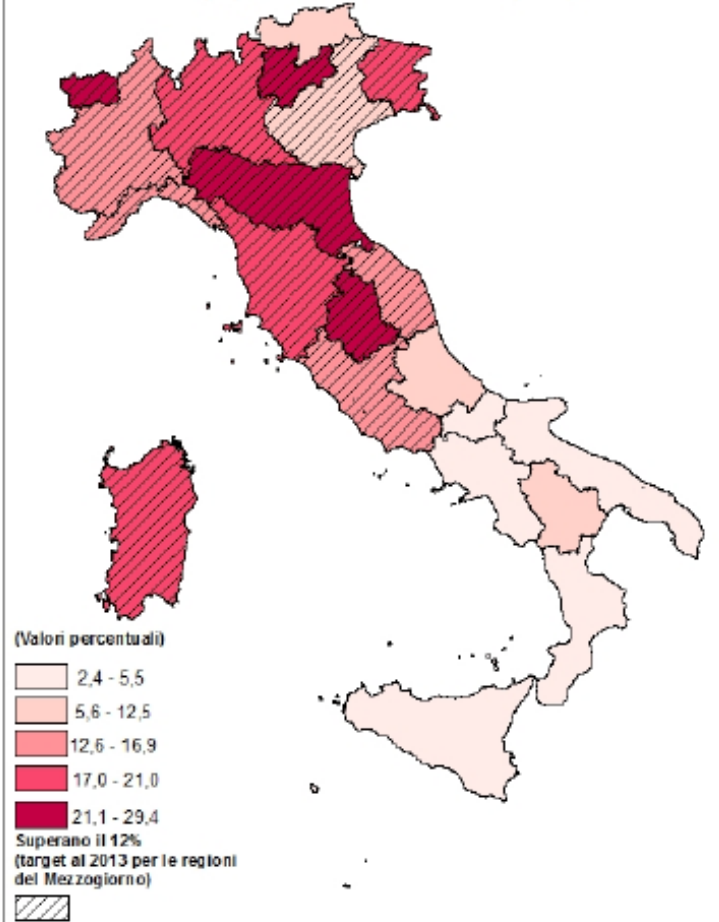 (Valori percentuali)
2,4 - 5,5
5,6 - 12,5
12,6 - 16,9
17,0 - 21,0
21,1 - 29,4
Superano il 12%
(target al 2013 per le regioni
del Mezzogiorno)